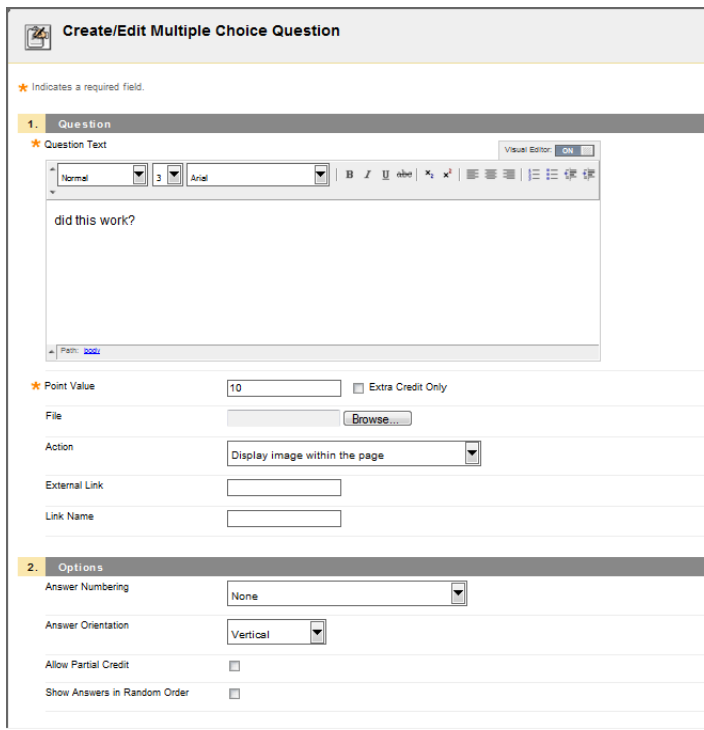 Create/Edit Multiple Choice Question
Indicates a required field.
1. Question
Question Text
Visual Editor: ON
Normal 3 Arial B I U abc x₂ x²
did this work?
Path: body
Point Value 10 Extra Credit Only
File Browse...
Action Display image within the page
External Link
Link Name
2. Options
Answer Numbering None
Answer Orientation Vertical
Allow Partial Credit
Show Answers in Random Order